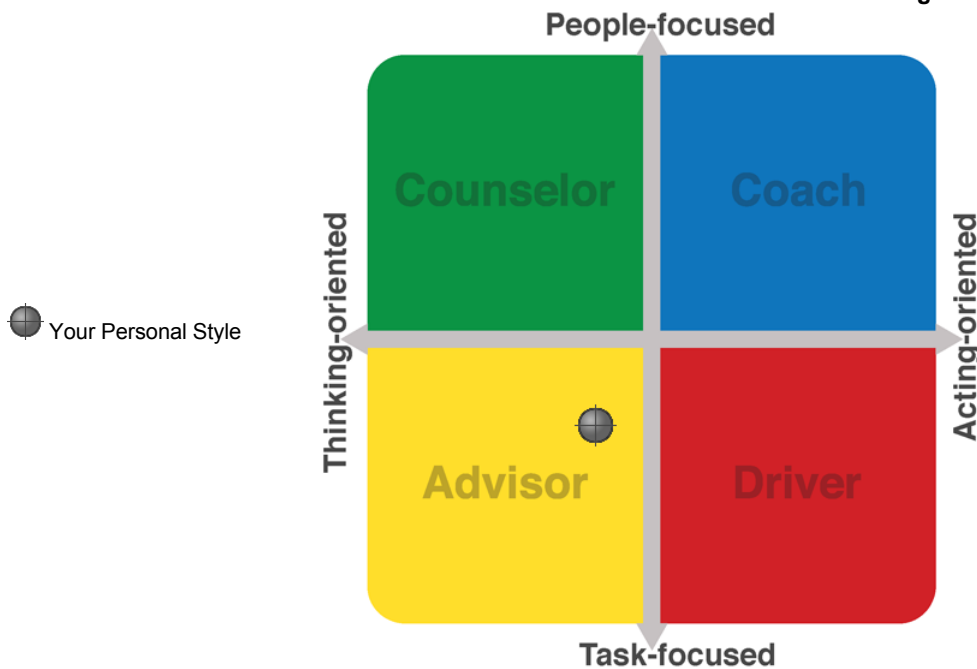 People-focused
Counselor
Coach
Thinking-oriented
Acting-oriented
Your Personal Style
Advisor
Driver
Task-focused